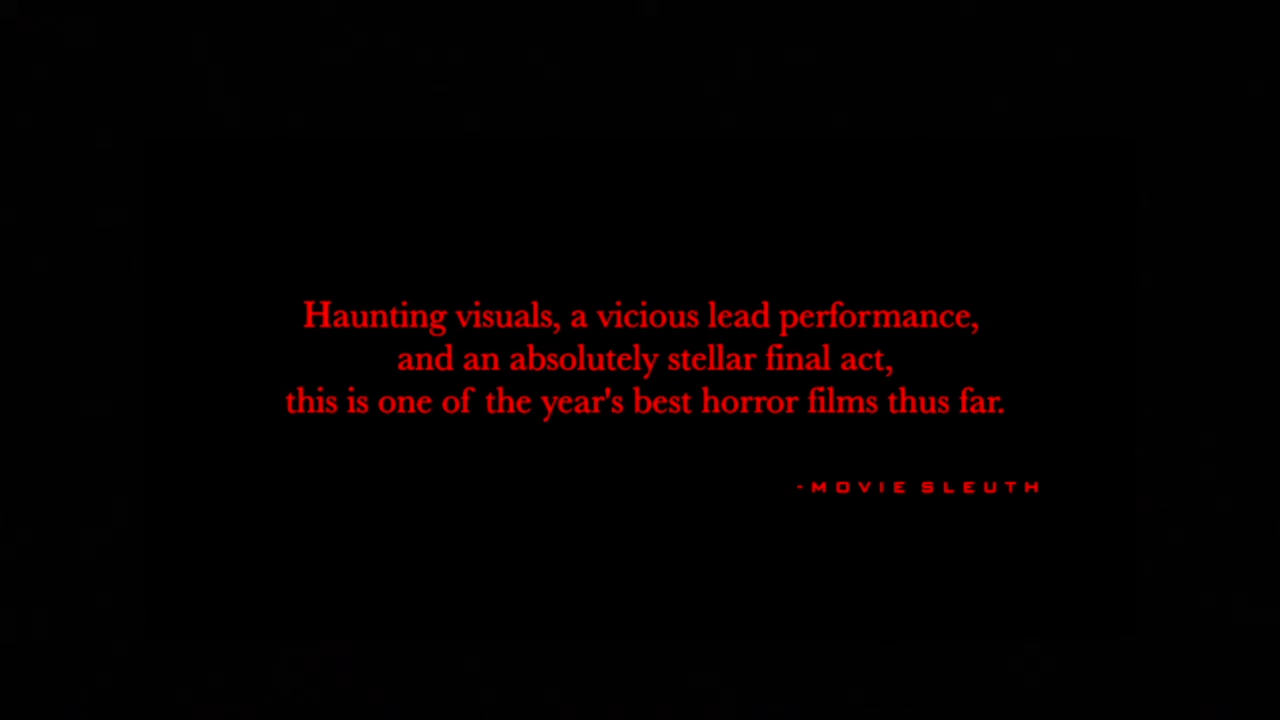 Haunting visuals, a vicious lead performance,
and an absolutely stellar final act,
this is one of the year's best horror films thus far.
-MOVIE SLEUTH